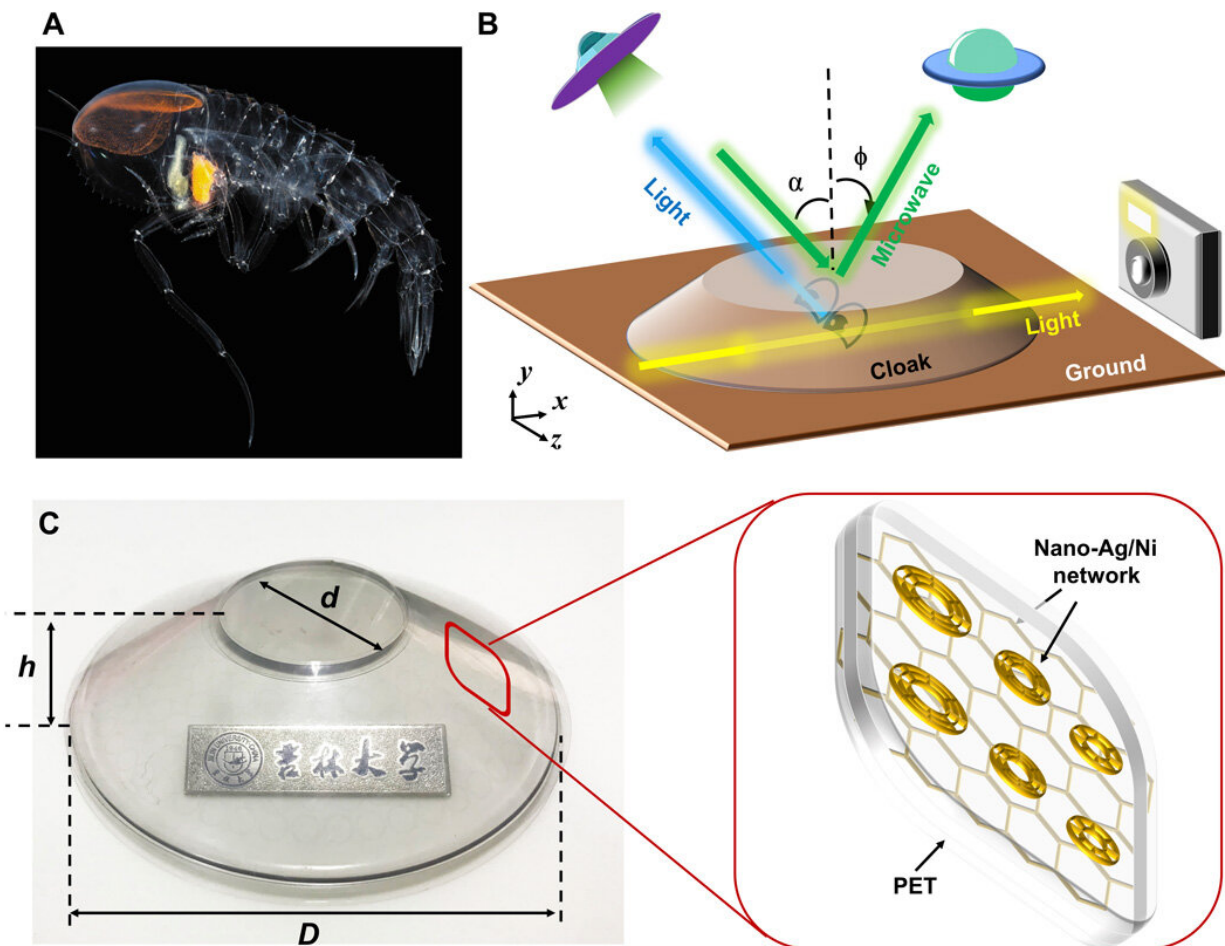 A
B
α
ϕ
Light
Microwave
Light
Cloak
Ground
y
x
z
C
d
h
吉林大学
D
Nano-Ag/Ni
network
PET